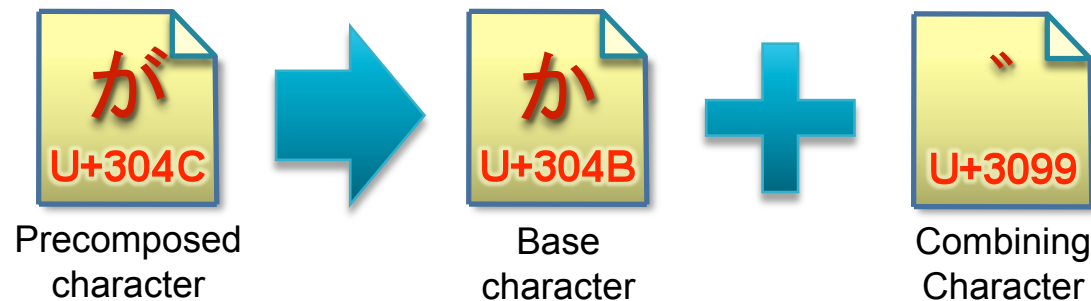 が
U+304C
Precomposed
character
か
U+304B
Base
character
゙
U+3099
Combining
Character